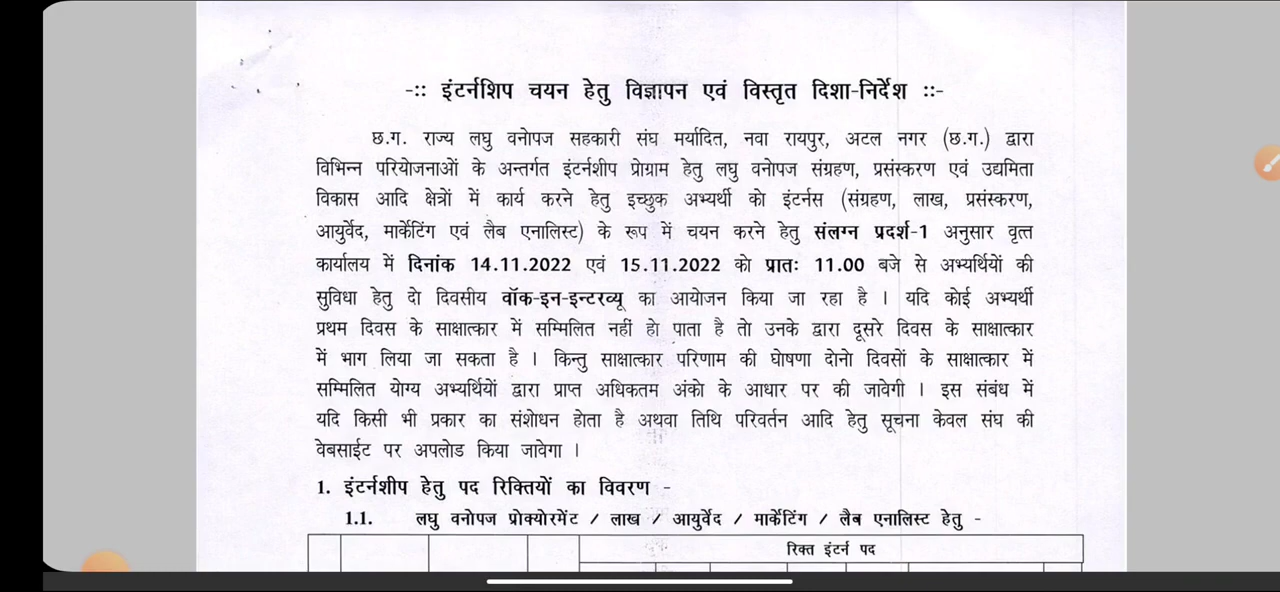 -:: इंटर्नशिप चयन हेतु विज्ञापन एवं विस्तृत दिशा-निर्देश ::-
छ.ग. राज्य लघु वनोपज सहकारी संघ मर्यादित, नवा रायपुर, अटल नगर (छ.ग.) द्वारा
विभिन्न परियोजनाओं के अन्तर्गत इंटर्नशीप प्रोग्राम हेतु लघु वनोपज संग्रहण, प्रसंस्करण एवं उद्यमिता
विकास आदि क्षेत्रों में कार्य करने हेतु इच्छुक अभ्यर्थी को इंटर्नस (संग्रहण, लाख, प्रसंस्करण,
आयुर्वेद, मार्केटिंग एवं लैब एनालिस्ट) के रूप में चयन करने हेतु संलग्न प्रदर्श-1 अनुसार वृत्त
कार्यालय में दिनांक 14.11.2022 एवं 15.11.2022 को प्रातः 11.00 बजे से अभ्यर्थियों की
सुविधा हेतु दो दिवसीय वॉक-इन-इन्टरव्यू का आयोजन किया जा रहा है । यदि कोई अभ्यर्थी
प्रथम दिवस के साक्षात्कार में सम्मिलित नहीं हो पाता है तो उनके द्वारा दूसरे दिवस के साक्षात्कार
में भाग लिया जा सकता है । किन्तु साक्षात्कार परिणाम की घोषणा दोनो दिवसों के साक्षात्कार में
सम्मिलित योग्य अभ्यर्थियों द्वारा प्राप्त अधिकतम अंको के आधार पर की जावेगी । इस संबंध में
यदि किसी भी प्रकार का संशोधन होता है अथवा तिथि परिवर्तन आदि हेतु सूचना केवल संघ की
वेबसाईट पर अपलोड किया जावेगा ।
1. इंटर्नशीप हेतु पद रिक्तियों का विवरण -
1.1. लघु वनोपज प्रोक्योरमेंट / लाख / आयुर्वेद / मार्केटिंग / लैब एनालिस्ट हेतु -
रिक्त इंटर्न पद